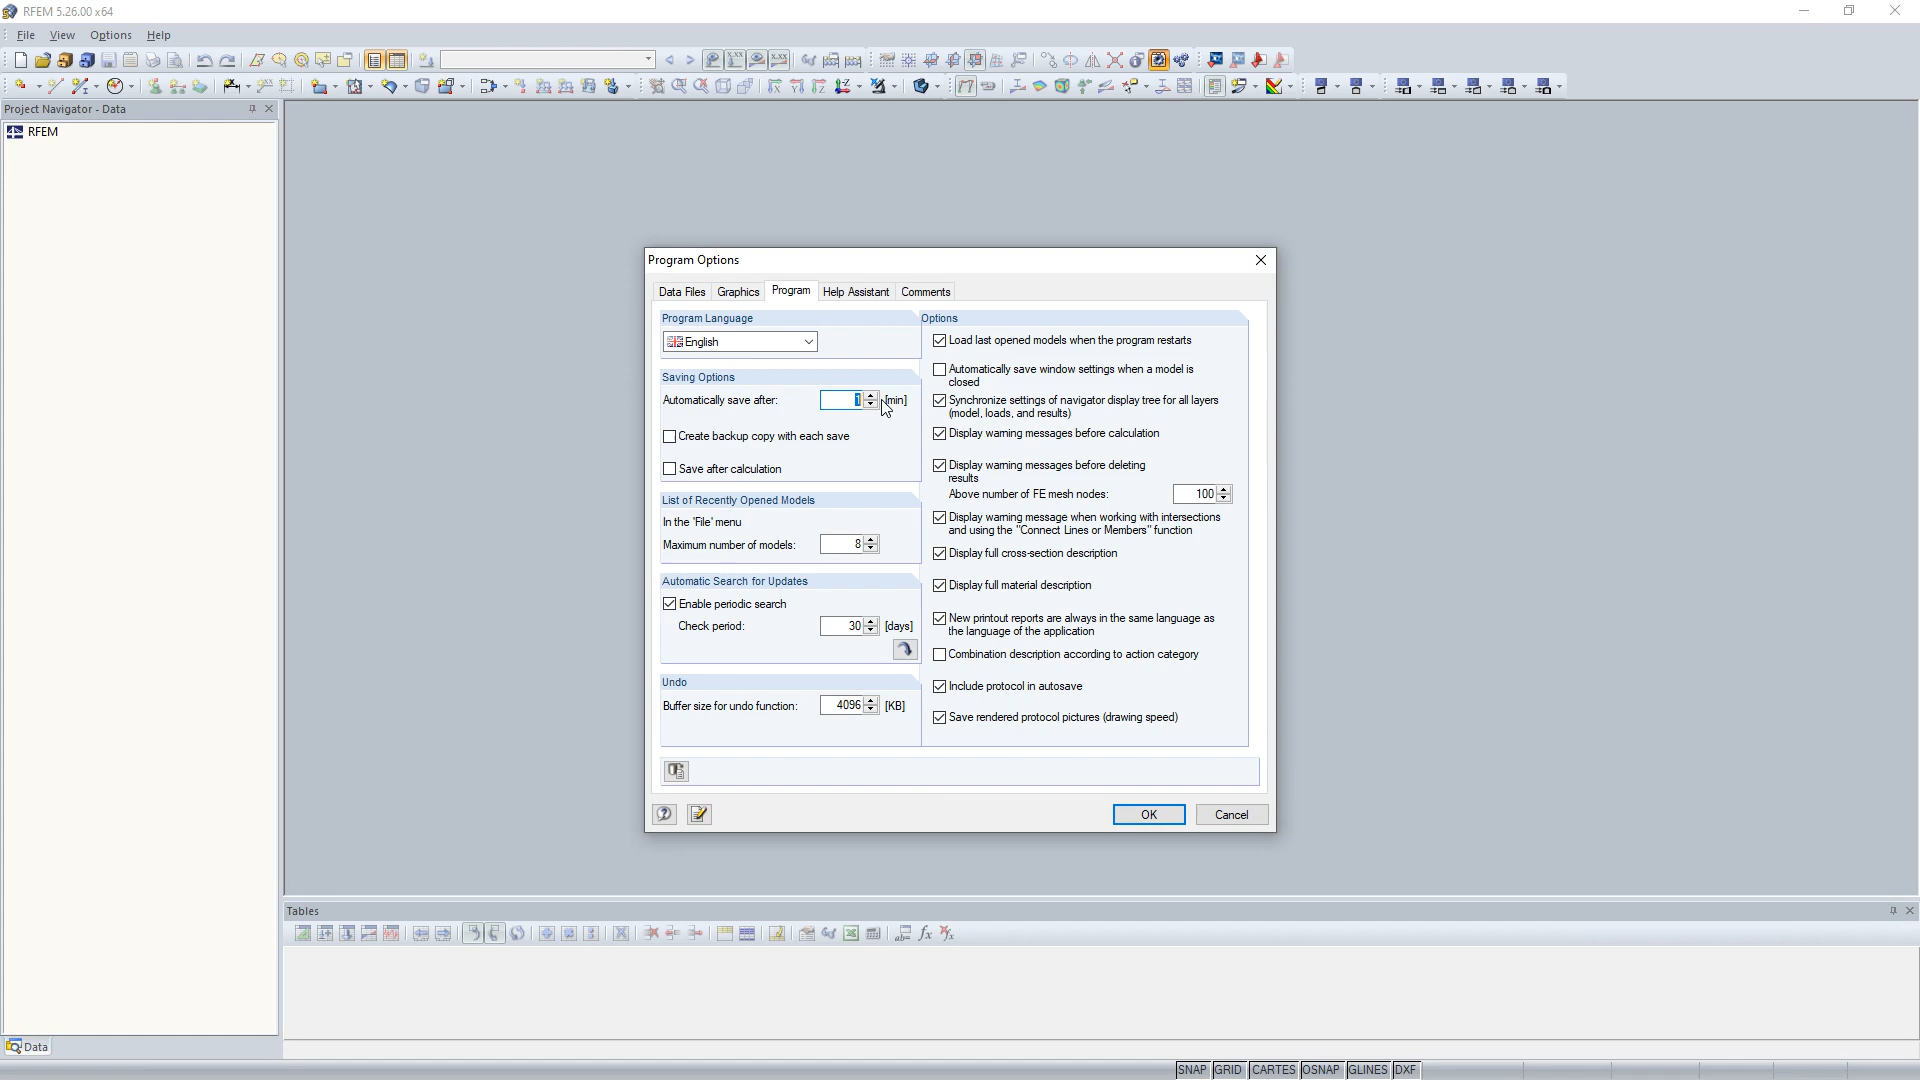 RFEM 5.26.00 x64
File View Options Help
Project Navigator - Data
RFEM
Program Options
Data Files Graphics Program Help Assistant Comments
Program Language
English
Saving Options
Automatically save after: 1 [min]
Create backup copy with each save
Save after calculation
List of Recently Opened Models
In the 'File' menu
Maximum number of models: 8
Automatic Search for Updates
Enable periodic search
Check period: 30 [days]
Undo
Buffer size for undo function: 4096 [KB]
Options
Load last opened models when the program restarts
Automatically save window settings when a model is
closed
Synchronize settings of navigator display tree for all layers
(model, loads, and results)
Display warning messages before calculation
Display warning messages before deleting
results
Above number of FE mesh nodes: 100
Display warning message when working with intersections
and using the "Connect Lines or Members" function
Display full cross-section description
Display full material description
New printout reports are always in the same language as
the language of the application
Combination description according to action category
Include protocol in autosave
Save rendered protocol pictures (drawing speed)
OK Cancel
Tables
Data
SNAP GRID CARTES OSNAP GLINES DXF